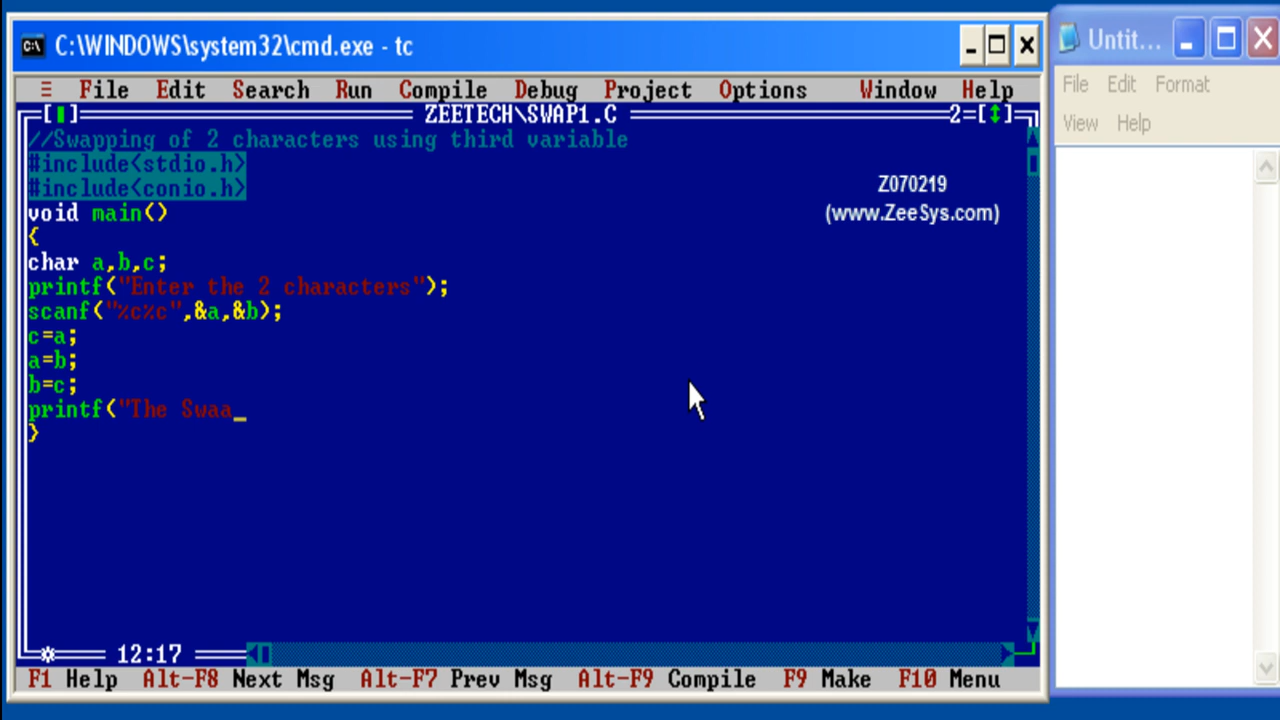 C:\WINDOWS\system32\cmd.exe - tc
≡ File Edit Search Run Compile Debug Project Options Window Help
[▮] ZEETECH\SWAP1.C 2=[↕]
//Swapping of 2 characters using third variable
#include<stdio.h>
#include<conio.h>
void main()
{
char a,b,c;
printf("Enter the 2 characters");
scanf("%c%c",&a,&b);
c=a;
a=b;
b=c;
printf("The Swaa_
}
Z070219
(www.ZeeSys.com)
12:17
F1 Help Alt-F8 Next Msg Alt-F7 Prev Msg Alt-F9 Compile F9 Make F10 Menu
Untit...
File Edit Format
View Help